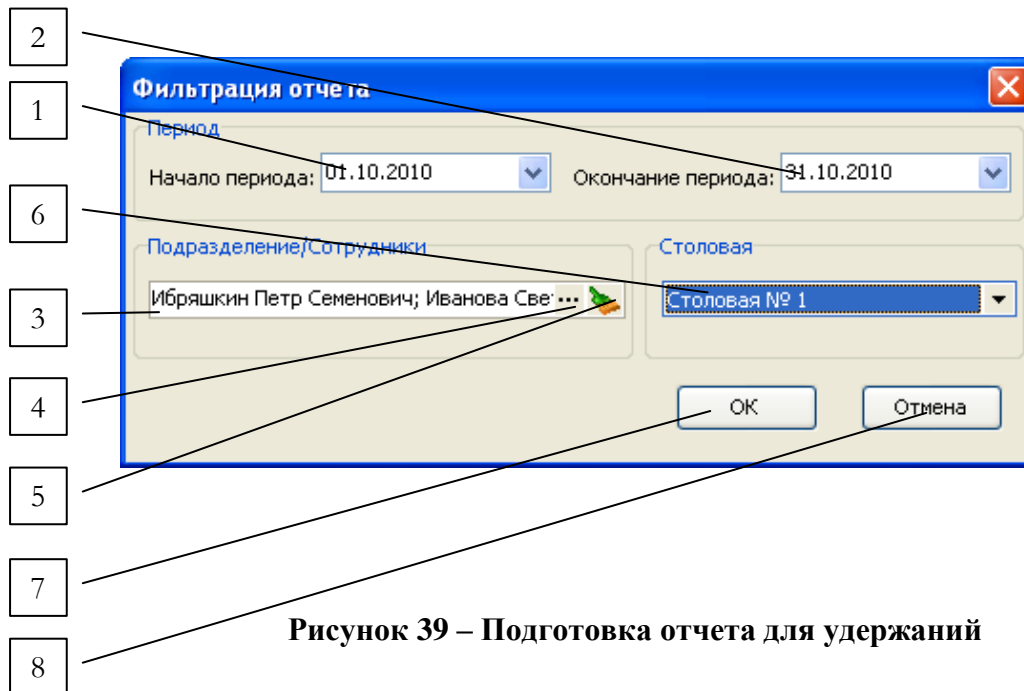 2
Фильтрация отчета
1
Период
Начало периода: 01.10.2010 Окончание периода: 31.10.2010
6
Подразделение/Сотрудники Столовая
Ибряшкин Петр Семенович; Иванова Све ... Столовая № 1
3
4
ОК Отмена
5
7
Рисунок 39 – Подготовка отчета для удержаний
8